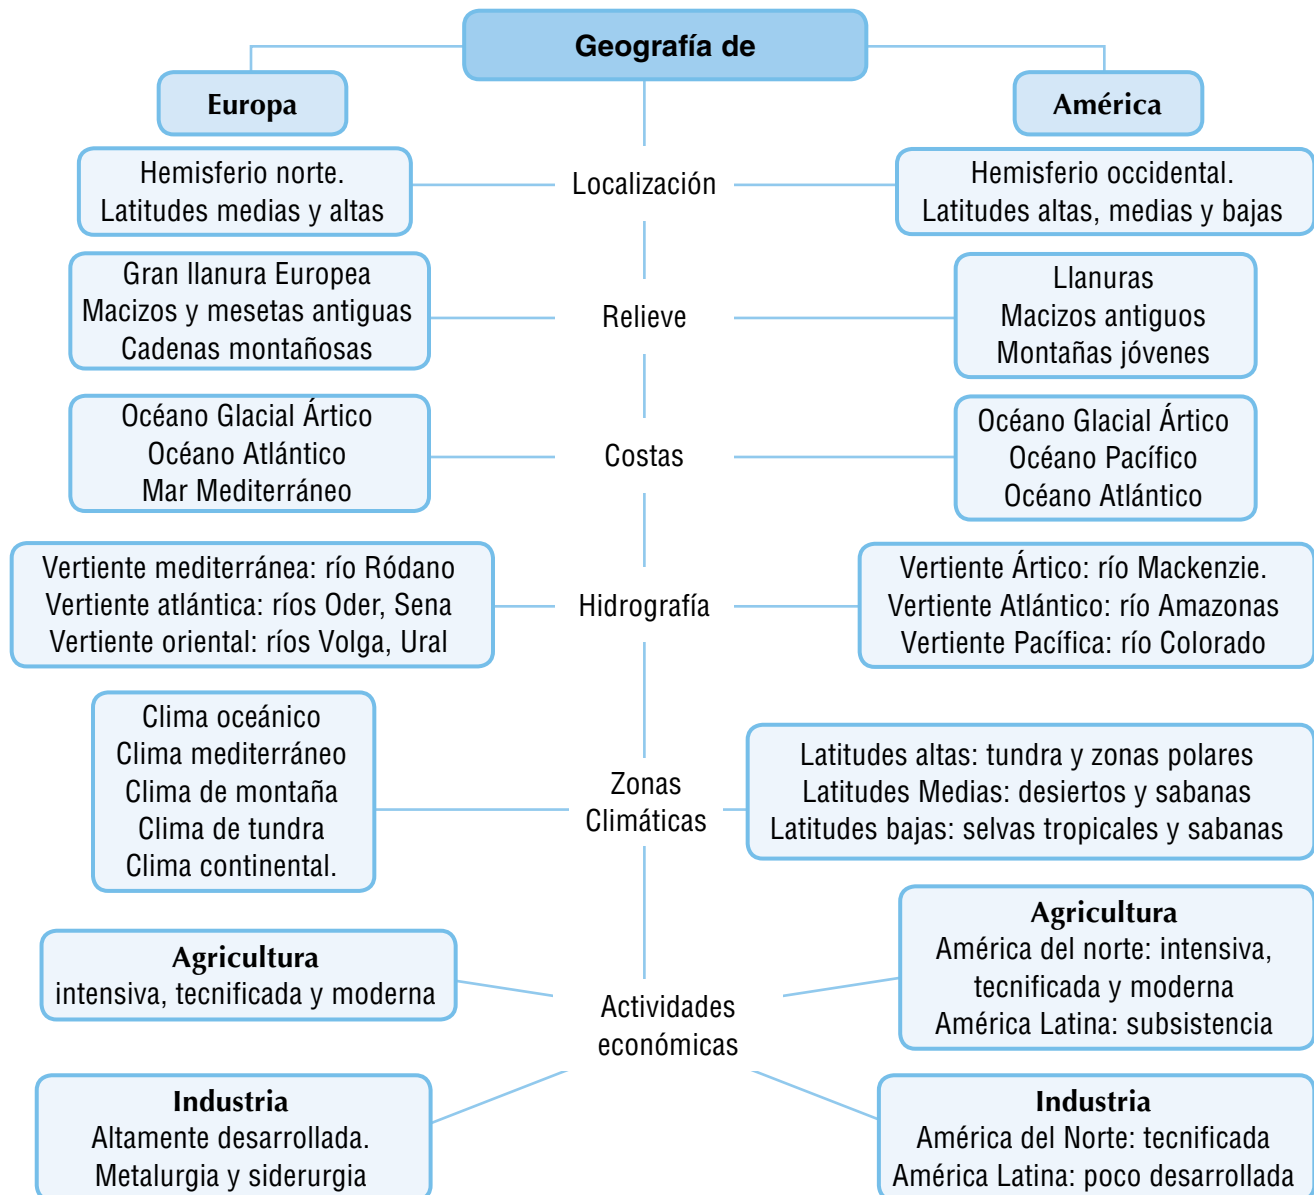 Geografía de
Europa
América
Hemisferio norte.
Latitudes medias y altas
Localización
Hemisferio occidental.
Latitudes altas, medias y bajas
Gran llanura Europea
Macizos y mesetas antiguas
Cadenas montañosas
Relieve
Llanuras
Macizos antiguos
Montañas jóvenes
Océano Glacial Ártico
Océano Atlántico
Mar Mediterráneo
Costas
Océano Glacial Ártico
Océano Pacífico
Océano Atlántico
Vertiente mediterránea: río Ródano
Vertiente atlántica: ríos Oder, Sena
Vertiente oriental: ríos Volga, Ural
Hidrografía
Vertiente Ártico: río Mackenzie.
Vertiente Atlántico: río Amazonas
Vertiente Pacífica: río Colorado
Clima oceánico
Clima mediterráneo
Clima de montaña
Clima de tundra
Clima continental.
Zonas
Climáticas
Latitudes altas: tundra y zonas polares
Latitudes Medias: desiertos y sabanas
Latitudes bajas: selvas tropicales y sabanas
Agricultura
intensiva, tecnificada y moderna
Actividades
económicas
Agricultura
América del norte: intensiva,
tecnificada y moderna
América Latina: subsistencia
Industria
Altamente desarrollada.
Metalurgia y siderurgia
Industria
América del Norte: tecnificada
América Latina: poco desarrollada